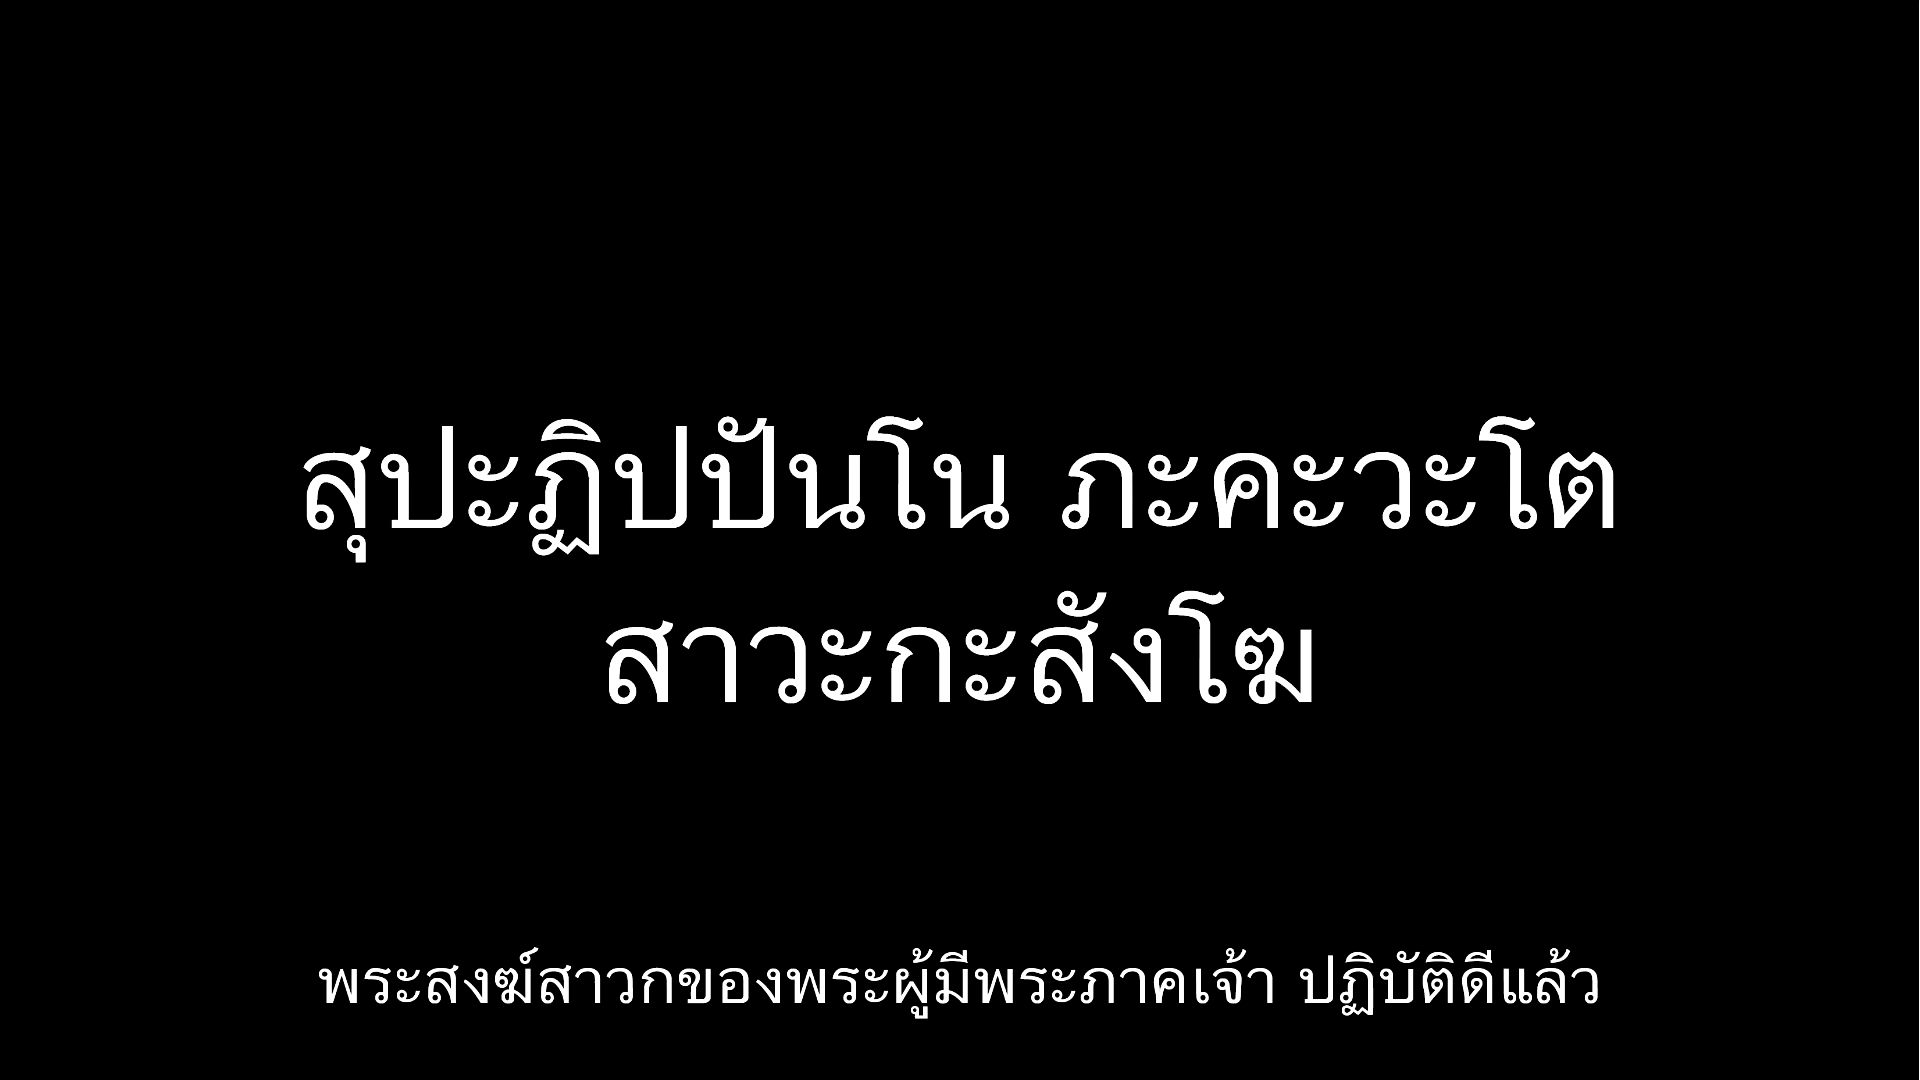 สุปะฏิปปันโน ภะคะวะโต
สาวะกะสังโฆ
พระสงฆ์สาวกของพระผู้มีพระภาคเจ้า ปฏิบัติดีแล้ว